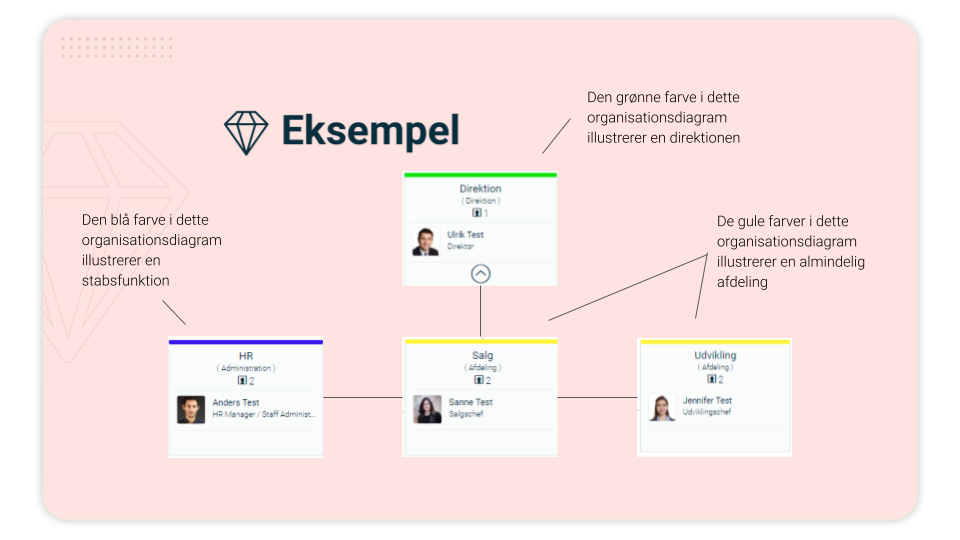 Eksempel
Den grønne farve i dette
organisationsdiagram
illustrerer en direktionen
Direktion
( Direktion )
1
Ulrik Test
Direktør
Den blå farve i dette
organisationsdiagram
illustrerer en
stabsfunktion
De gule farver i dette
organisationsdiagram
illustrerer en almindelig
afdeling
HR
( Administration )
2
Anders Test
HR Manager / Staff Administ...
Salg
( Afdeling )
2
Sanne Test
Salgschef
Udvikling
( Afdeling )
2
Jennifer Test
Udviklingschef